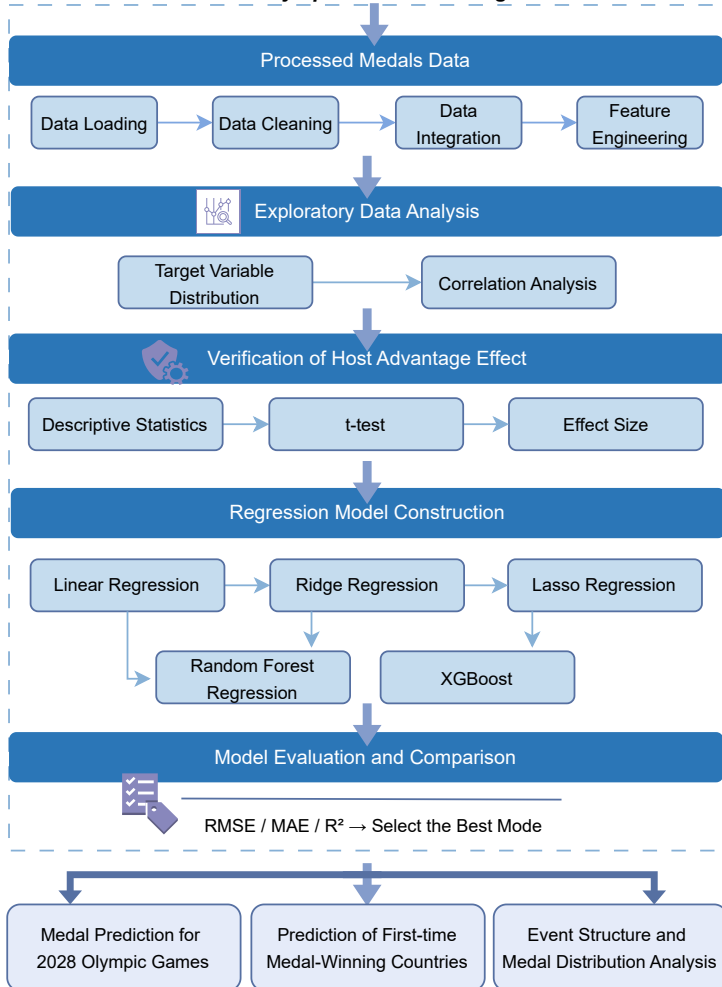 Processed Medals Data
Data Loading
Data Cleaning
Data
Integration
Feature
Engineering
Exploratory Data Analysis
Target Variable
Distribution
Correlation Analysis
Verification of Host Advantage Effect
Descriptive Statistics
t-test
Effect Size
Regression Model Construction
Linear Regression
Ridge Regression
Lasso Regression
Random Forest
Regression
XGBoost
Model Evaluation and Comparison
RMSE / MAE / R² → Select the Best Mode
Medal Prediction for
2028 Olympic Games
Prediction of First-time
Medal-Winning Countries
Event Structure and
Medal Distribution Analysis